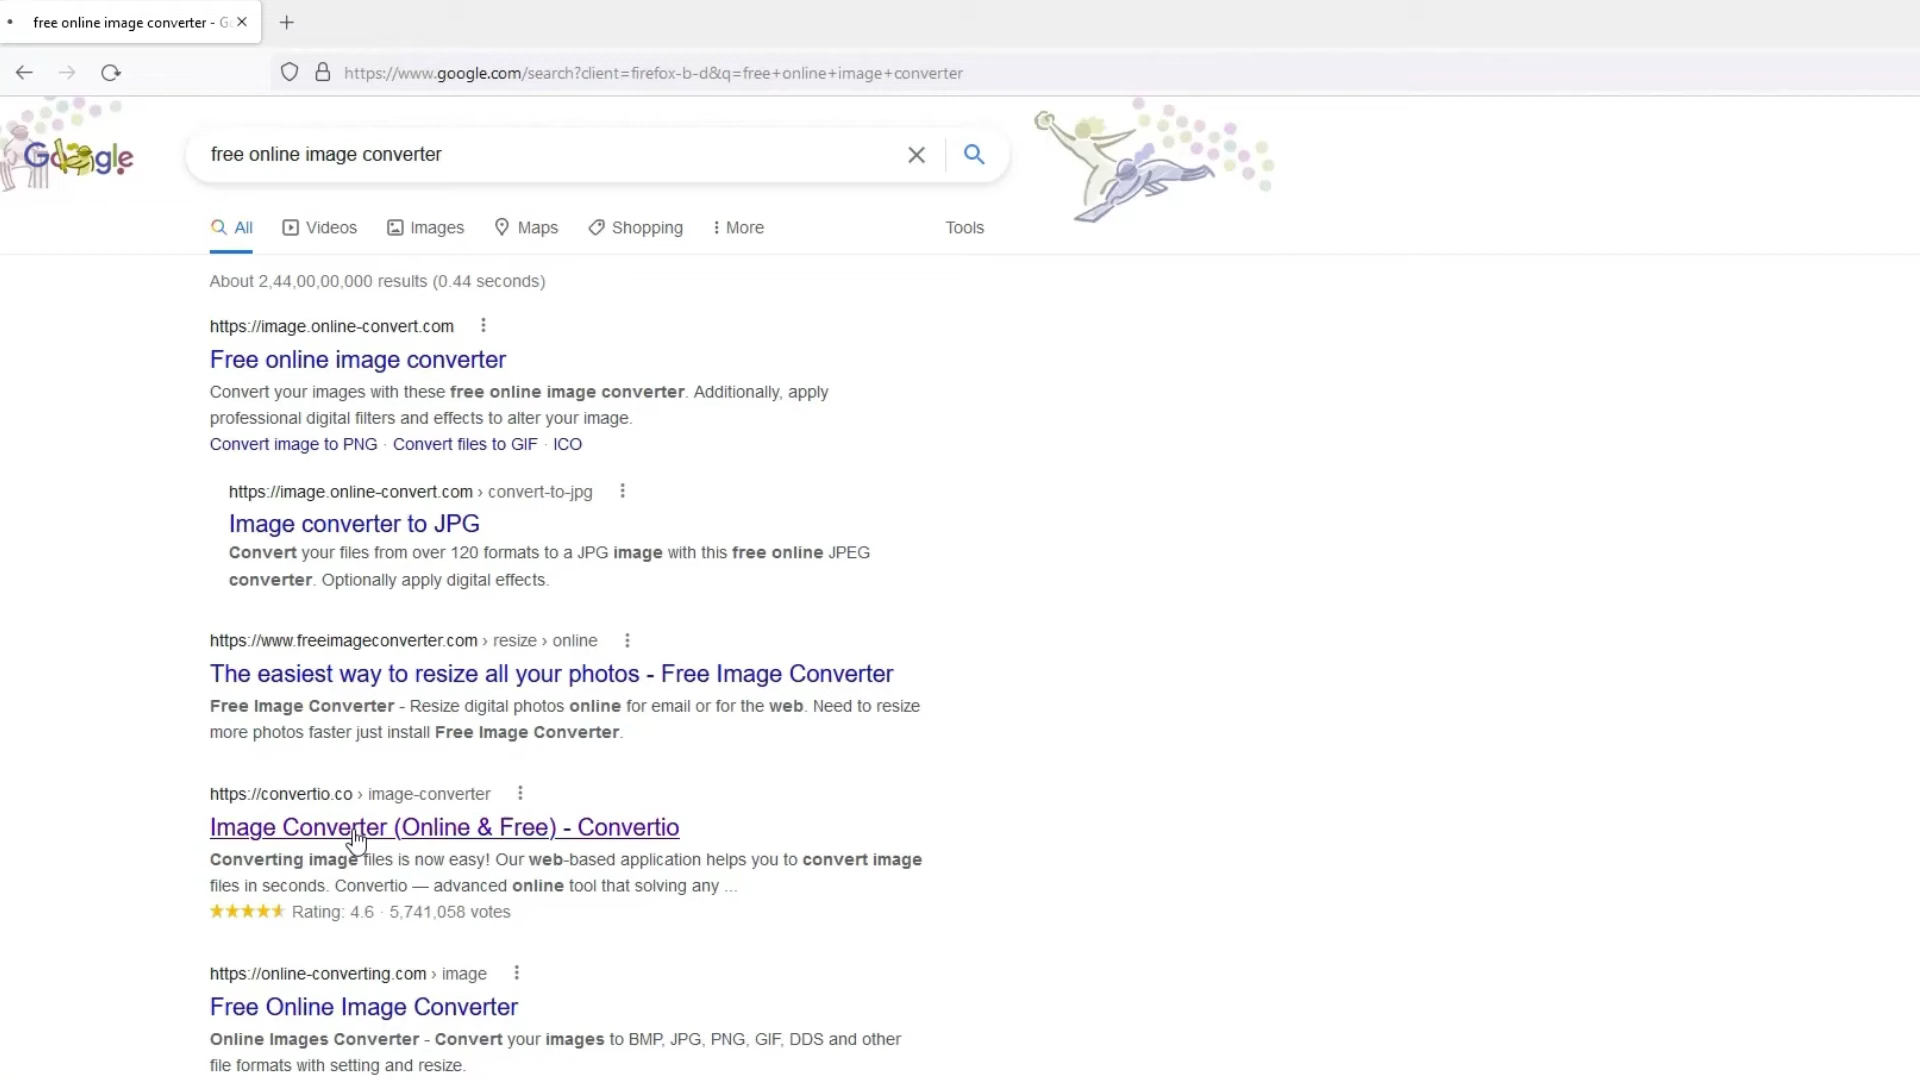 free online image converter - G
https://www.google.com/search?client=firefox-b-d&q=free+online+image+converter
Google
free online image converter
All Videos Images Maps Shopping More Tools
About 2,44,00,00,000 results (0.44 seconds)
https://image.online-convert.com
Free online image converter
Convert your images with these free online image converter. Additionally, apply
professional digital filters and effects to alter your image.
Convert image to PNG · Convert files to GIF · ICO
https://image.online-convert.com › convert-to-jpg
Image converter to JPG
Convert your files from over 120 formats to a JPG image with this free online JPEG
converter. Optionally apply digital effects.
https://www.freeimageconverter.com › resize › online
The easiest way to resize all your photos - Free Image Converter
Free Image Converter - Resize digital photos online for email or for the web. Need to resize
more photos faster just install Free Image Converter.
https://convertio.co › image-converter
Image Converter (Online & Free) - Convertio
Converting image files is now easy! Our web-based application helps you to convert image
files in seconds. Convertio — advanced online tool that solving any ...
Rating: 4.6 · 5,741,058 votes
https://online-converting.com › image
Free Online Image Converter
Online Images Converter - Convert your images to BMP, JPG, PNG, GIF, DDS and other
file formats with setting and resize.